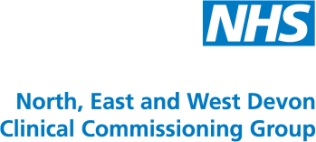 NHS
North, East and West Devon
Clinical Commissioning Group